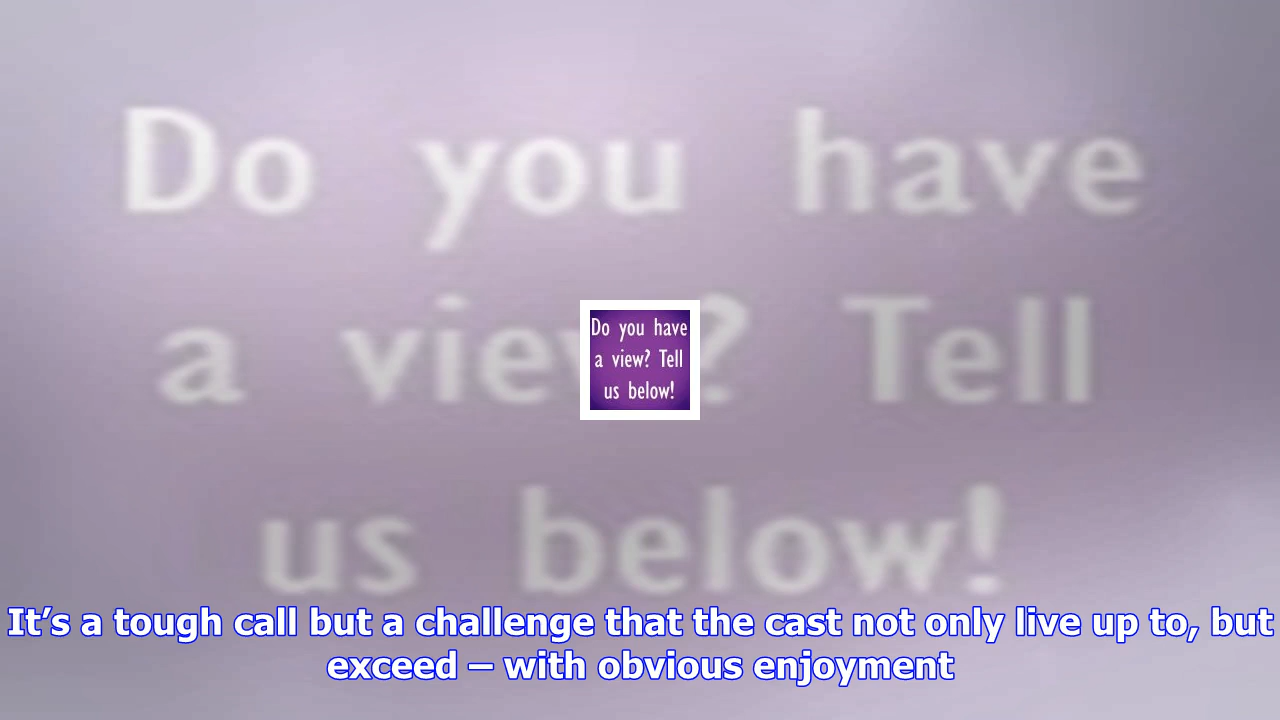 Do you have
a view? Tell
us below!
Do you have
a view? Tell
us below!
It’s a tough call but a challenge that the cast not only live up to, but
exceed – with obvious enjoyment